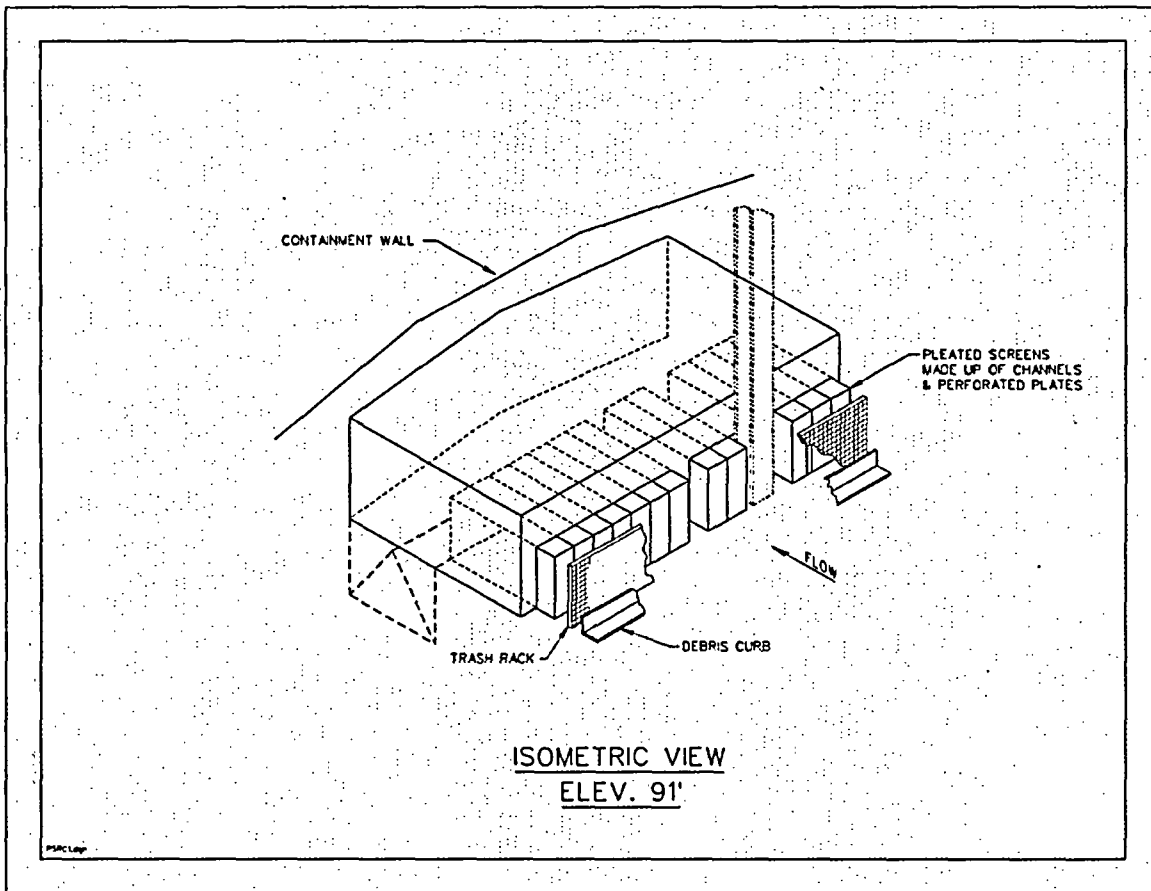 CONTAINMENT WALL
PLEATED SCREENS
MADE UP OF CHANNELS
& PERFORATED PLATES
FLOW
TRASH RACK
DEBRIS CURB
ISOMETRIC VIEW
ELEV. 91'